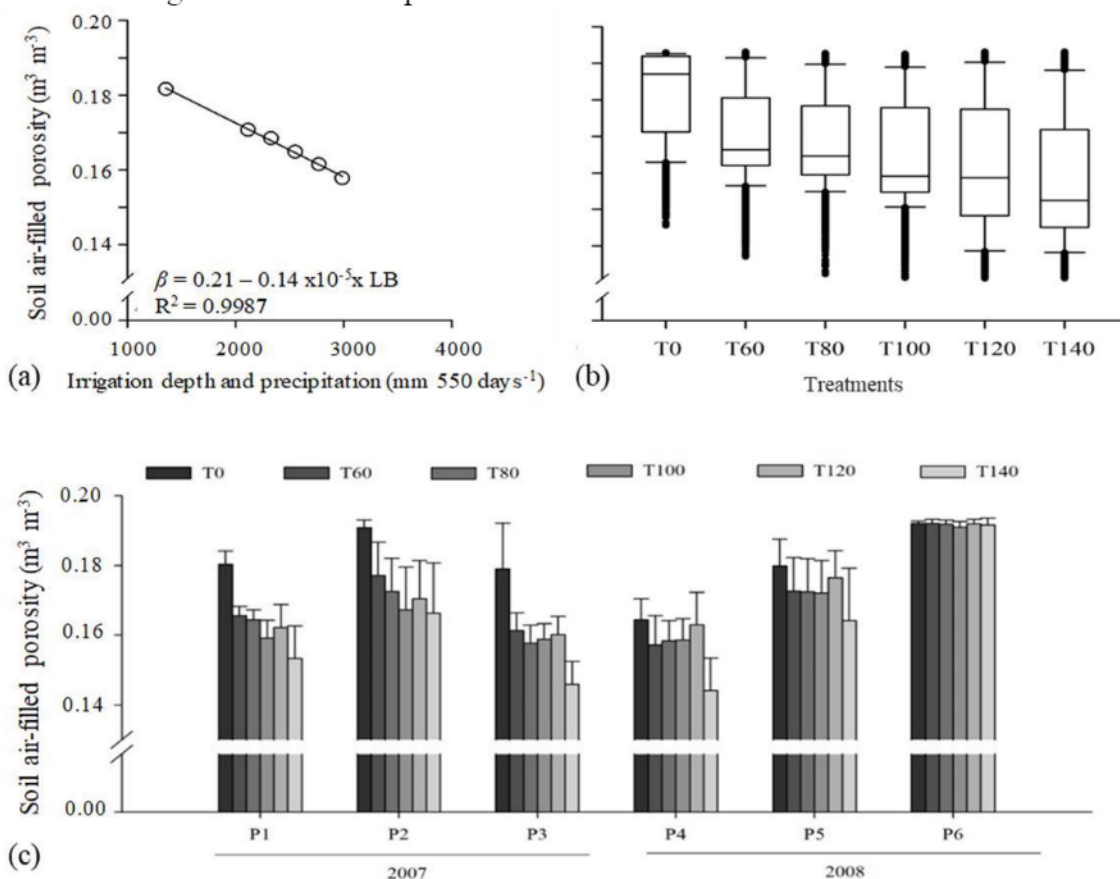 0.20
0.18
0.16
0.14
0.00
Soil air-filled porosity (m³ m⁻³)
β = 0.21 – 0.14 x10⁻⁵x LB
R² = 0.9987
1000 2000 3000 4000
(a) Irrigation depth and precipitation (mm 550 days⁻¹)
T0 T60 T80 T100 T120 T140
(b) Treatments
T0 T60 T80 T100 T120 T140
0.20
0.18
0.16
0.14
0.00
Soil air-filled porosity (m³ m⁻³)
P1 P2 P3 P4 P5 P6
(c) 2007 2008